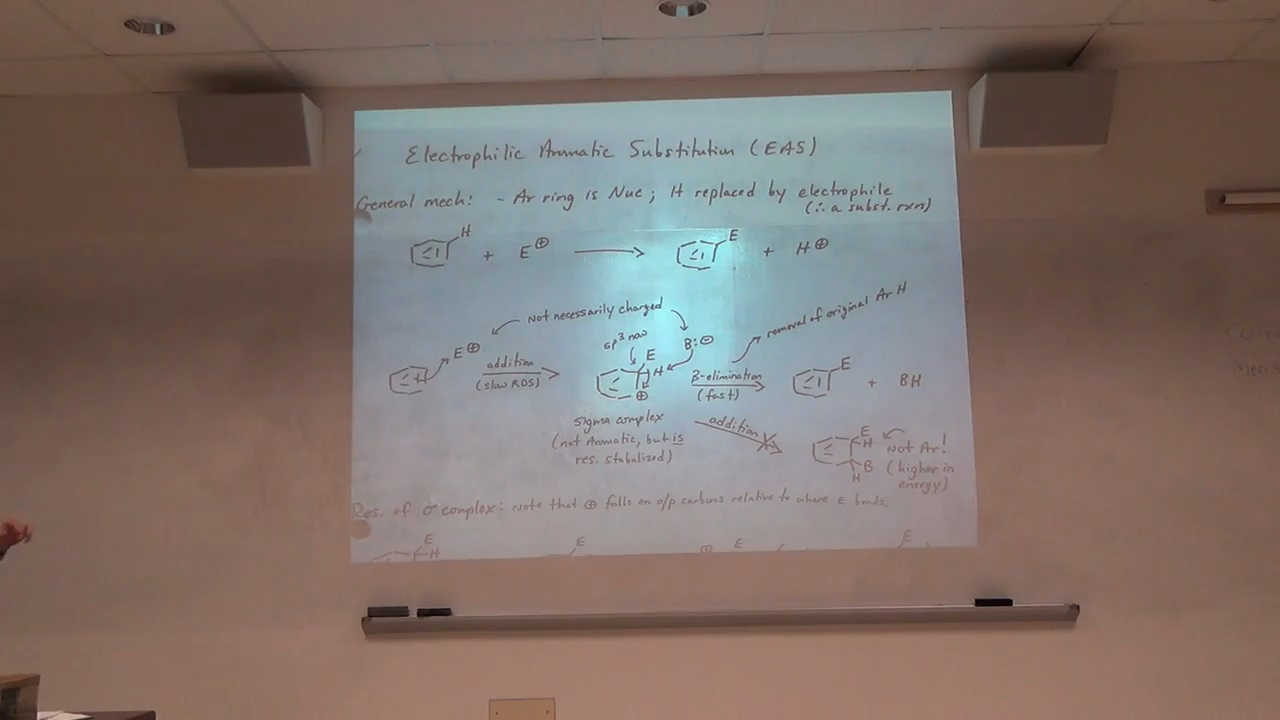 Electrophilic Aromatic Substitution (EAS)
General mech: - Ar ring is Nuc; H replaced by electrophile
(∴ a subst. rxn)
H + E⊕ → E + H⊕
Not necessarily charged
removal of original Ar H
sp³ now
B:⊖
E⊕
addition
(slow RDS)
E
H
⊕
β-elimination
(fast)
E
+ BH
sigma complex
(not Aromatic, but is
res. stabalized)
addition
E
H
B
H
Not Ar!
(higher in
energy)
Res. of σ complex: Note that ⊕ falls on o/p carbons relative to where E bonds.
E
H
E
⊕
E
E